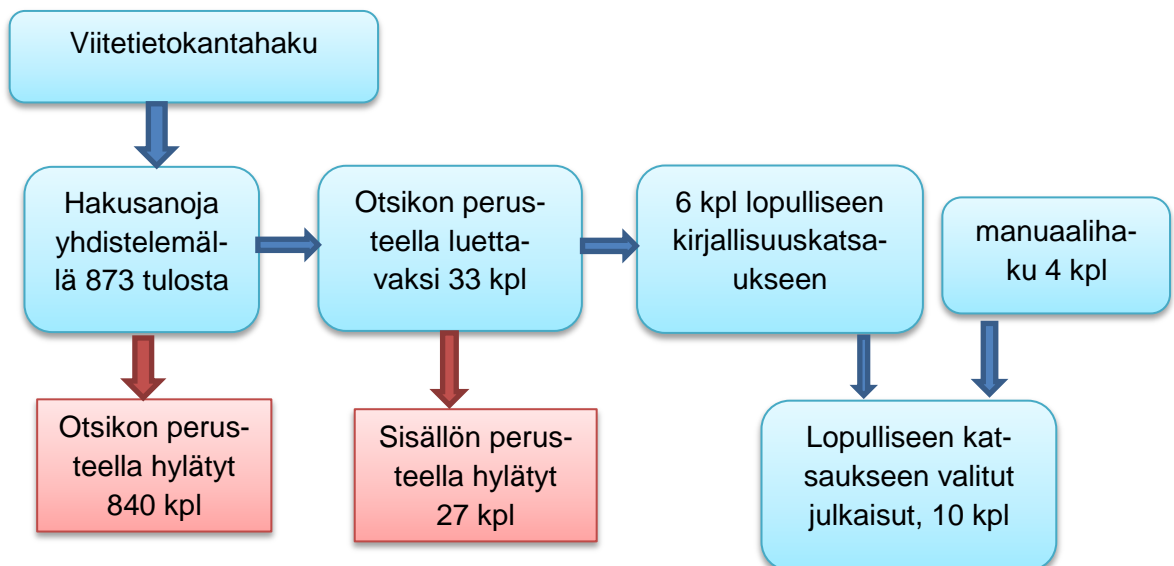 Viitetietokantahaku
Hakusanoja
yhdistelemäl-
lä 873 tulosta
Otsikon perus-
teella luetta-
vaksi 33 kpl
6 kpl lopulliseen
kirjallisuuskatsa-
ukseen
manuaaliha-
ku 4 kpl
Otsikon perus-
teella hylätyt
840 kpl
Sisällön perus-
teella hylätyt
27 kpl
Lopulliseen kat-
saukseen valitut
julkaisut, 10 kpl